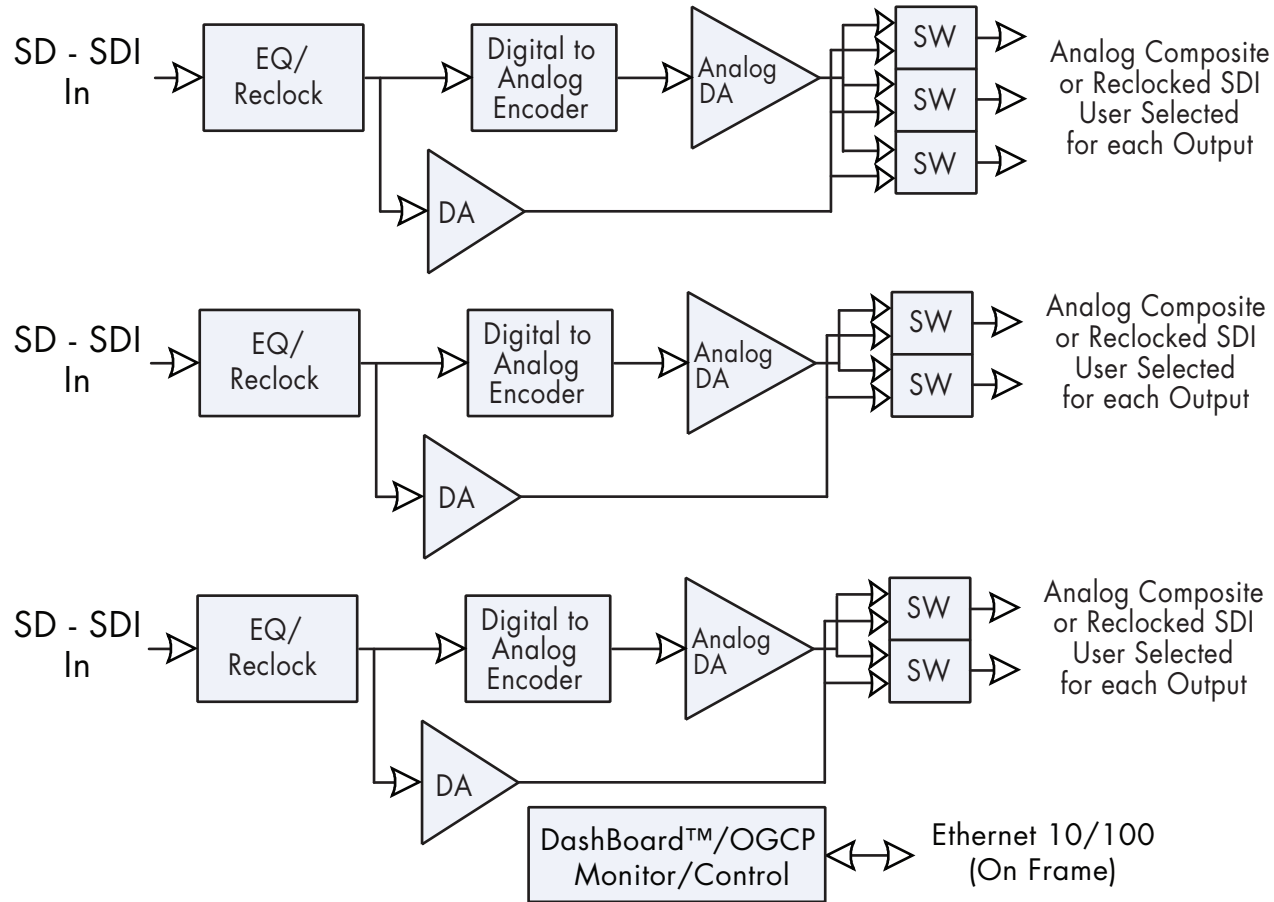 SD - SDI
In
EQ/
Reclock
Digital to
Analog
Encoder
Analog
DA
SW
SW
SW
Analog Composite
or Reclocked SDI
User Selected
for each Output
DA
SD - SDI
In
EQ/
Reclock
Digital to
Analog
Encoder
Analog
DA
SW
SW
Analog Composite
or Reclocked SDI
User Selected
for each Output
DA
SD - SDI
In
EQ/
Reclock
Digital to
Analog
Encoder
Analog
DA
SW
SW
Analog Composite
or Reclocked SDI
User Selected
for each Output
DA
DashBoard™/OGCP
Monitor/Control
Ethernet 10/100
(On Frame)